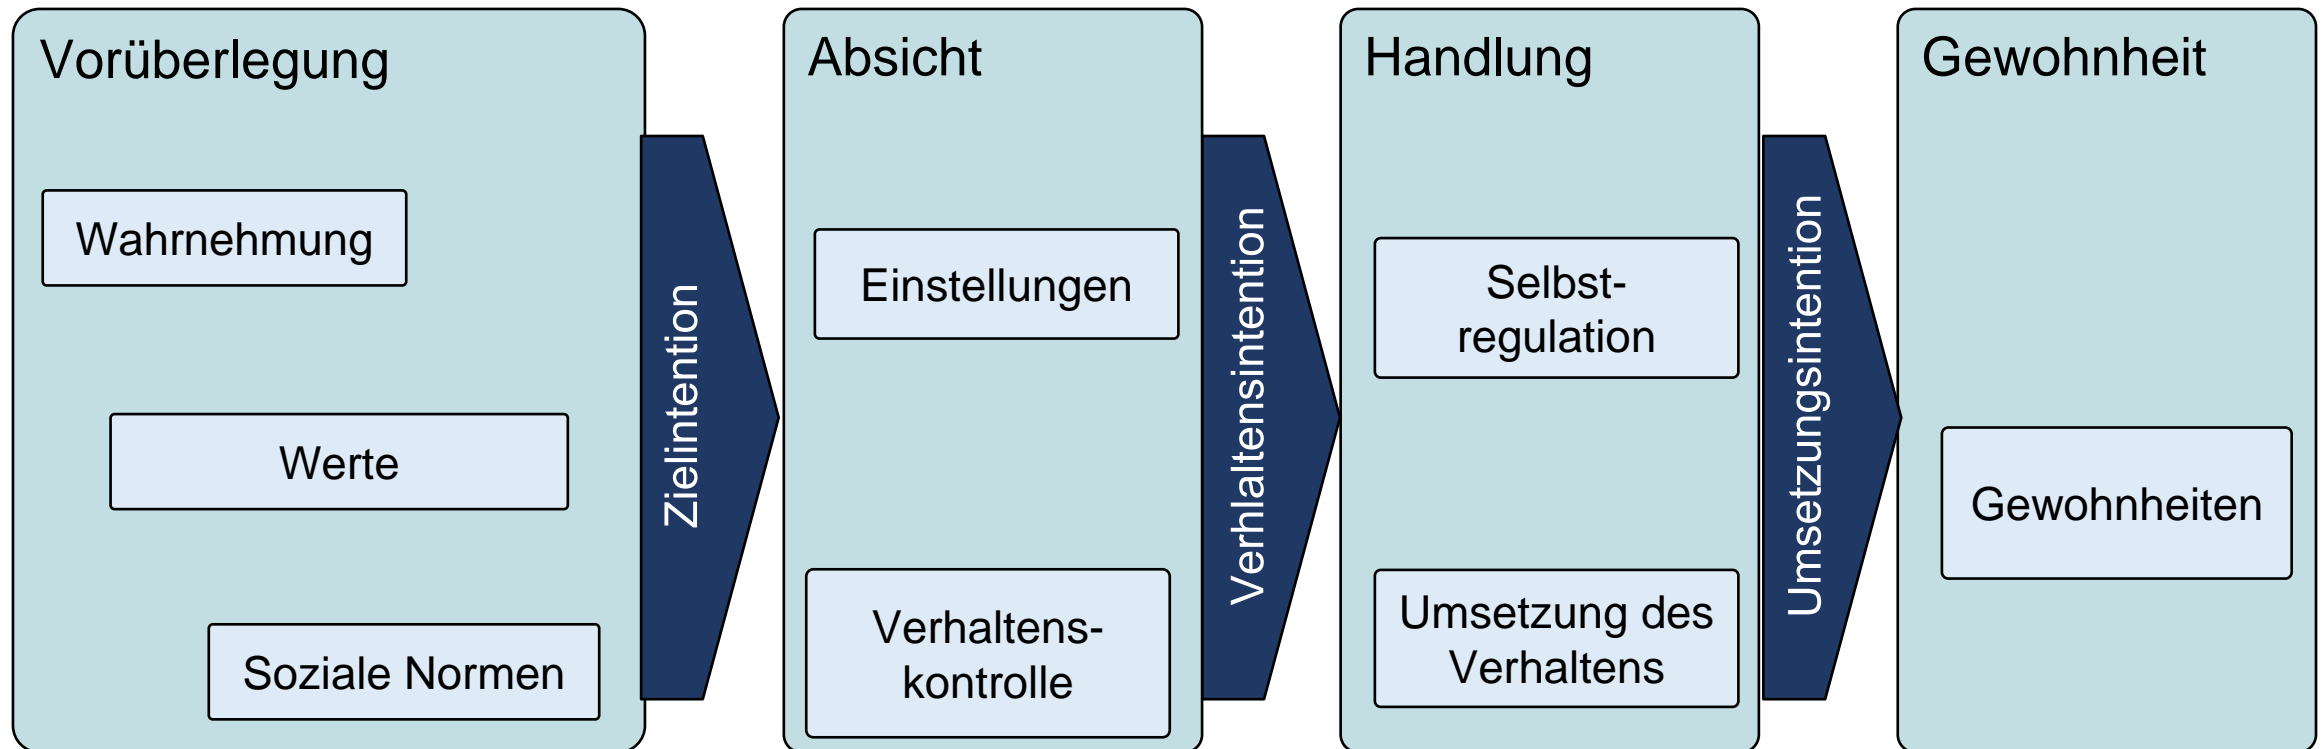 Vorüberlegung
Wahrnehmung
Werte
Soziale Normen
Zielintention
Absicht
Einstellungen
Verhaltens-
kontrolle
Verhlaltensintention
Handlung
Selbst-
regulation
Umsetzung des
Verhaltens
Umsetzungsintention
Gewohnheit
Gewohnheiten